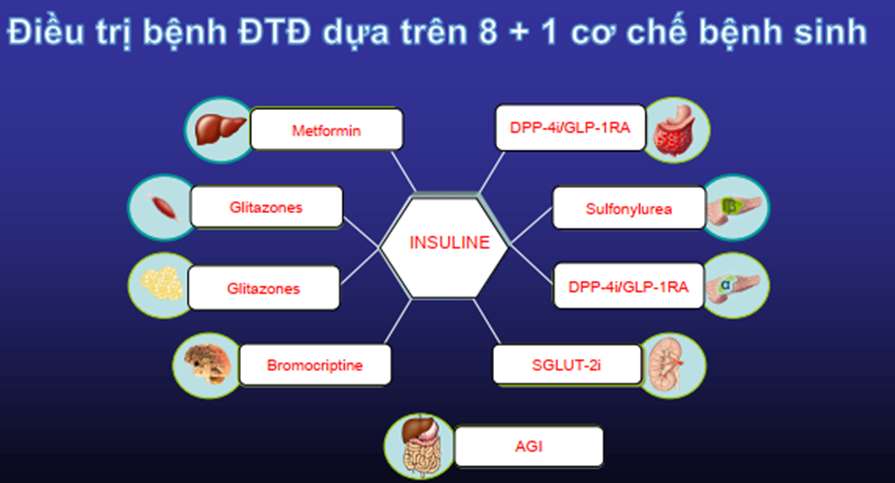 Điều trị bệnh ĐTĐ dựa trên 8 + 1 cơ chế bệnh sinh
Metformin
DPP-4i/GLP-1RA
Glitazones
Sulfonylurea
INSULINE
Glitazones
DPP-4i/GLP-1RA
α
Bromocriptine
SGLUT-2i
AGI